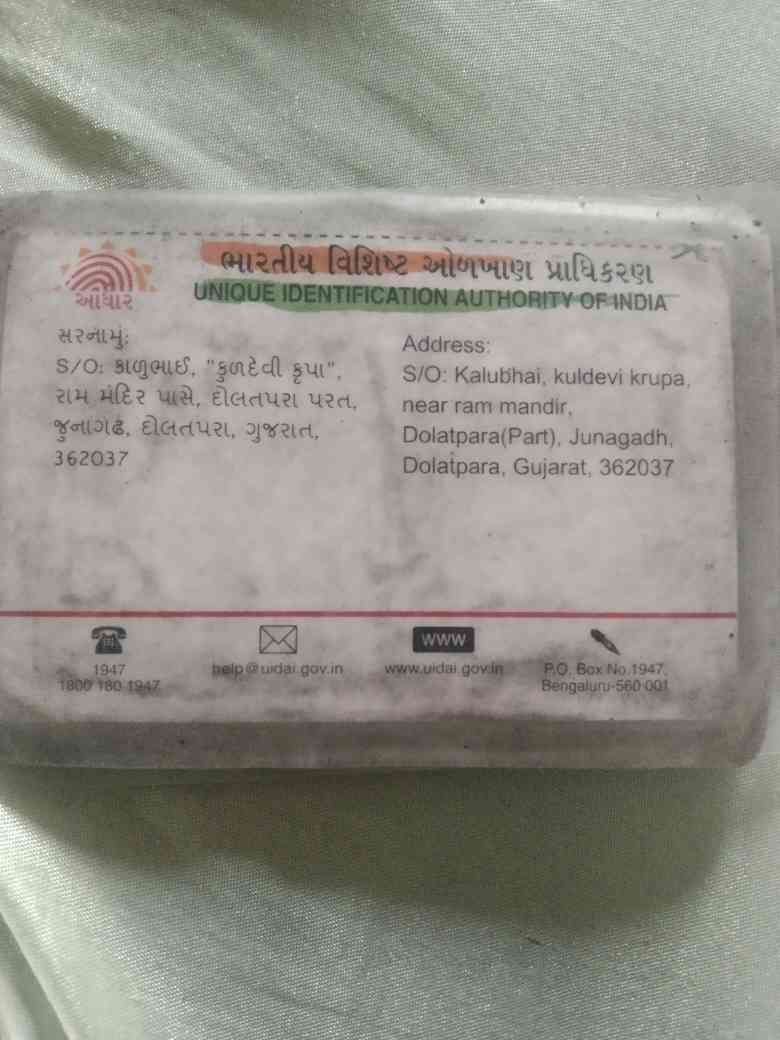 ભારતીય વિશિષ્ટ ઓળખાણ પ્રાધિકરણ
UNIQUE IDENTIFICATION AUTHORITY OF INDIA
આધાર
સરનામું:
S/O: કાળુભાઈ, "કુળદેવી કૃપા",
રામ મંદિર પાસે, દોલતપરા પરત,
જુનાગઢ, દોલતપરા, ગુજરાત,
362037
Address:
S/O: Kalubhai, kuldevi krupa,
near ram mandir,
Dolatpara(Part), Junagadh,
Dolatpara, Gujarat, 362037
1947
1800 180 1947
help@uidai.gov.in
WWW
www.uidai.gov.in
P.O. Box No.1947,
Bengaluru-560 001